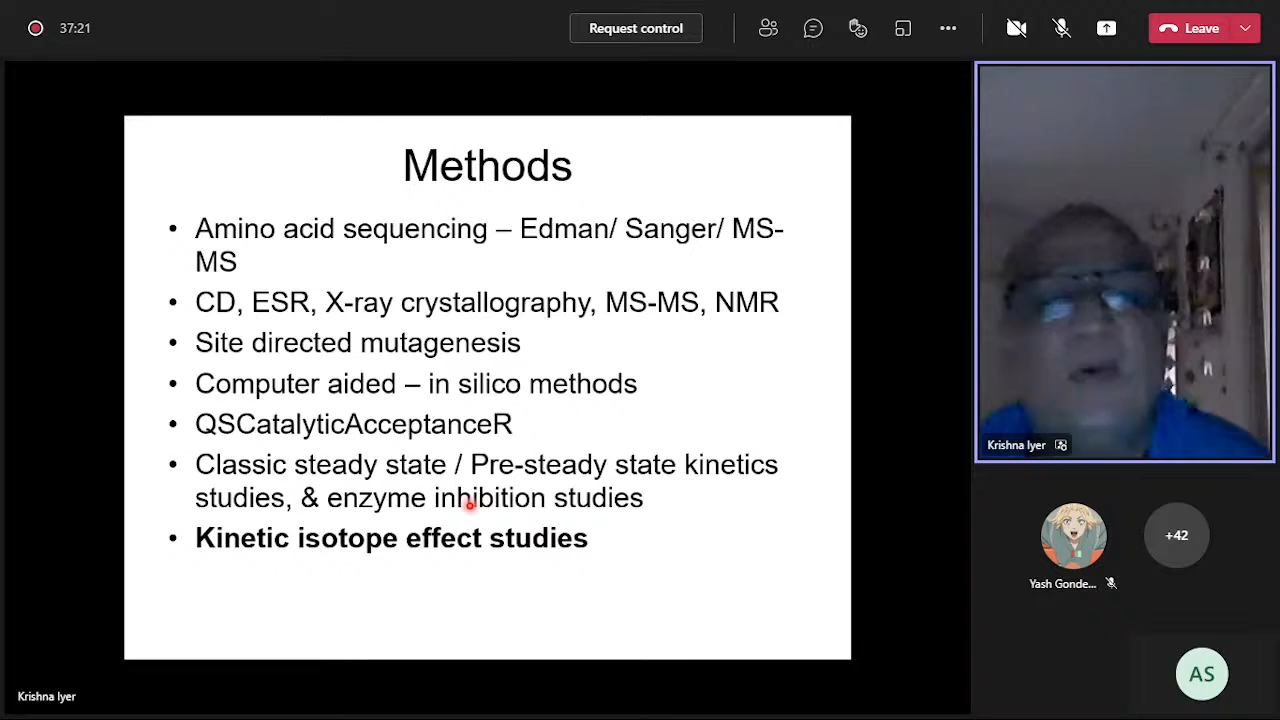 37:21
Request control
Leave
Methods
• Amino acid sequencing – Edman/ Sanger/ MS-
MS
• CD, ESR, X-ray crystallography, MS-MS, NMR
• Site directed mutagenesis
• Computer aided – in silico methods
• QSCatalyticAcceptanceR
• Classic steady state / Pre-steady state kinetics
studies, & enzyme inhibition studies
• Kinetic isotope effect studies
Krishna Iyer
Krishna Iyer
Yash Gonde...
+42
AS